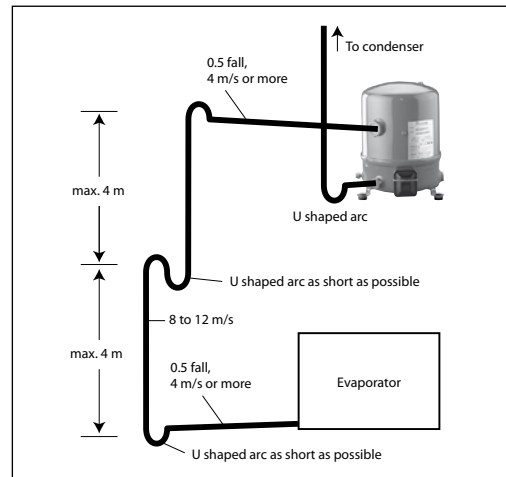 To condenser
0.5 fall,
4 m/s or more
max. 4 m
U shaped arc
U shaped arc as short as possible
8 to 12 m/s
max. 4 m
0.5 fall,
4 m/s or more
Evaporator
U shaped arc as short as possible